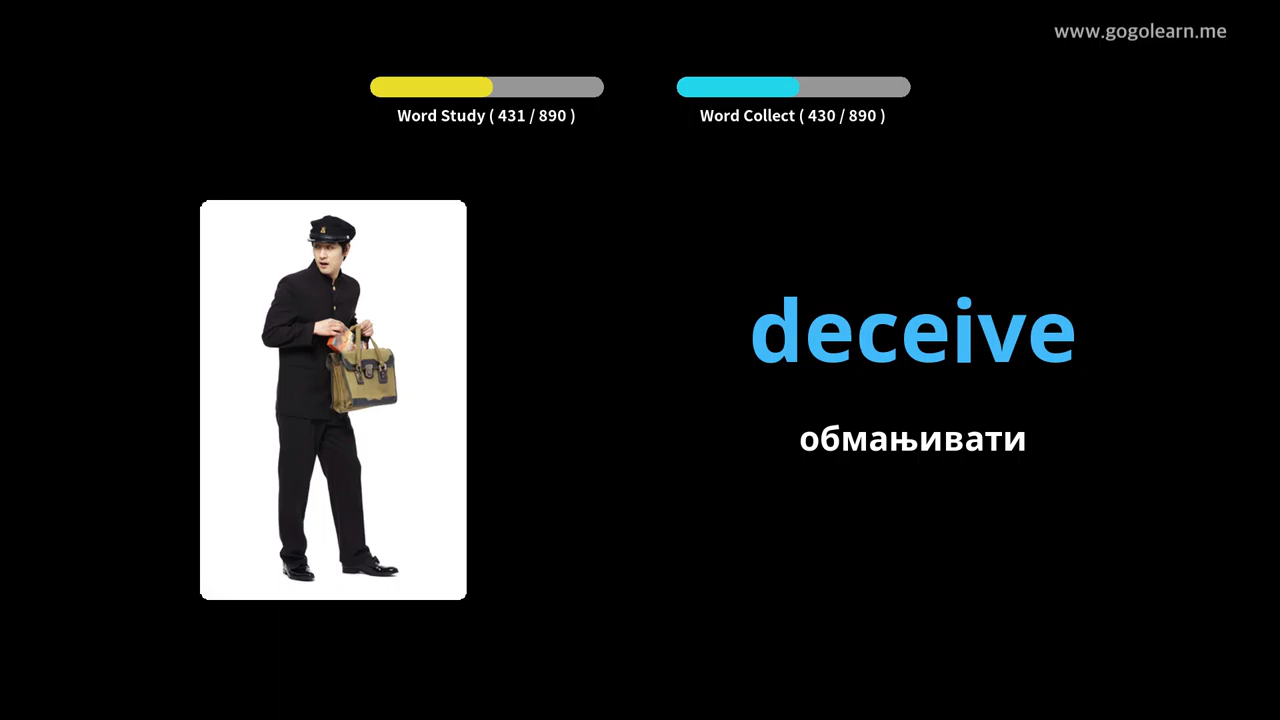 www.gogolearn.me
Word Study ( 431 / 890 )
Word Collect ( 430 / 890 )
deceive
обмањивати